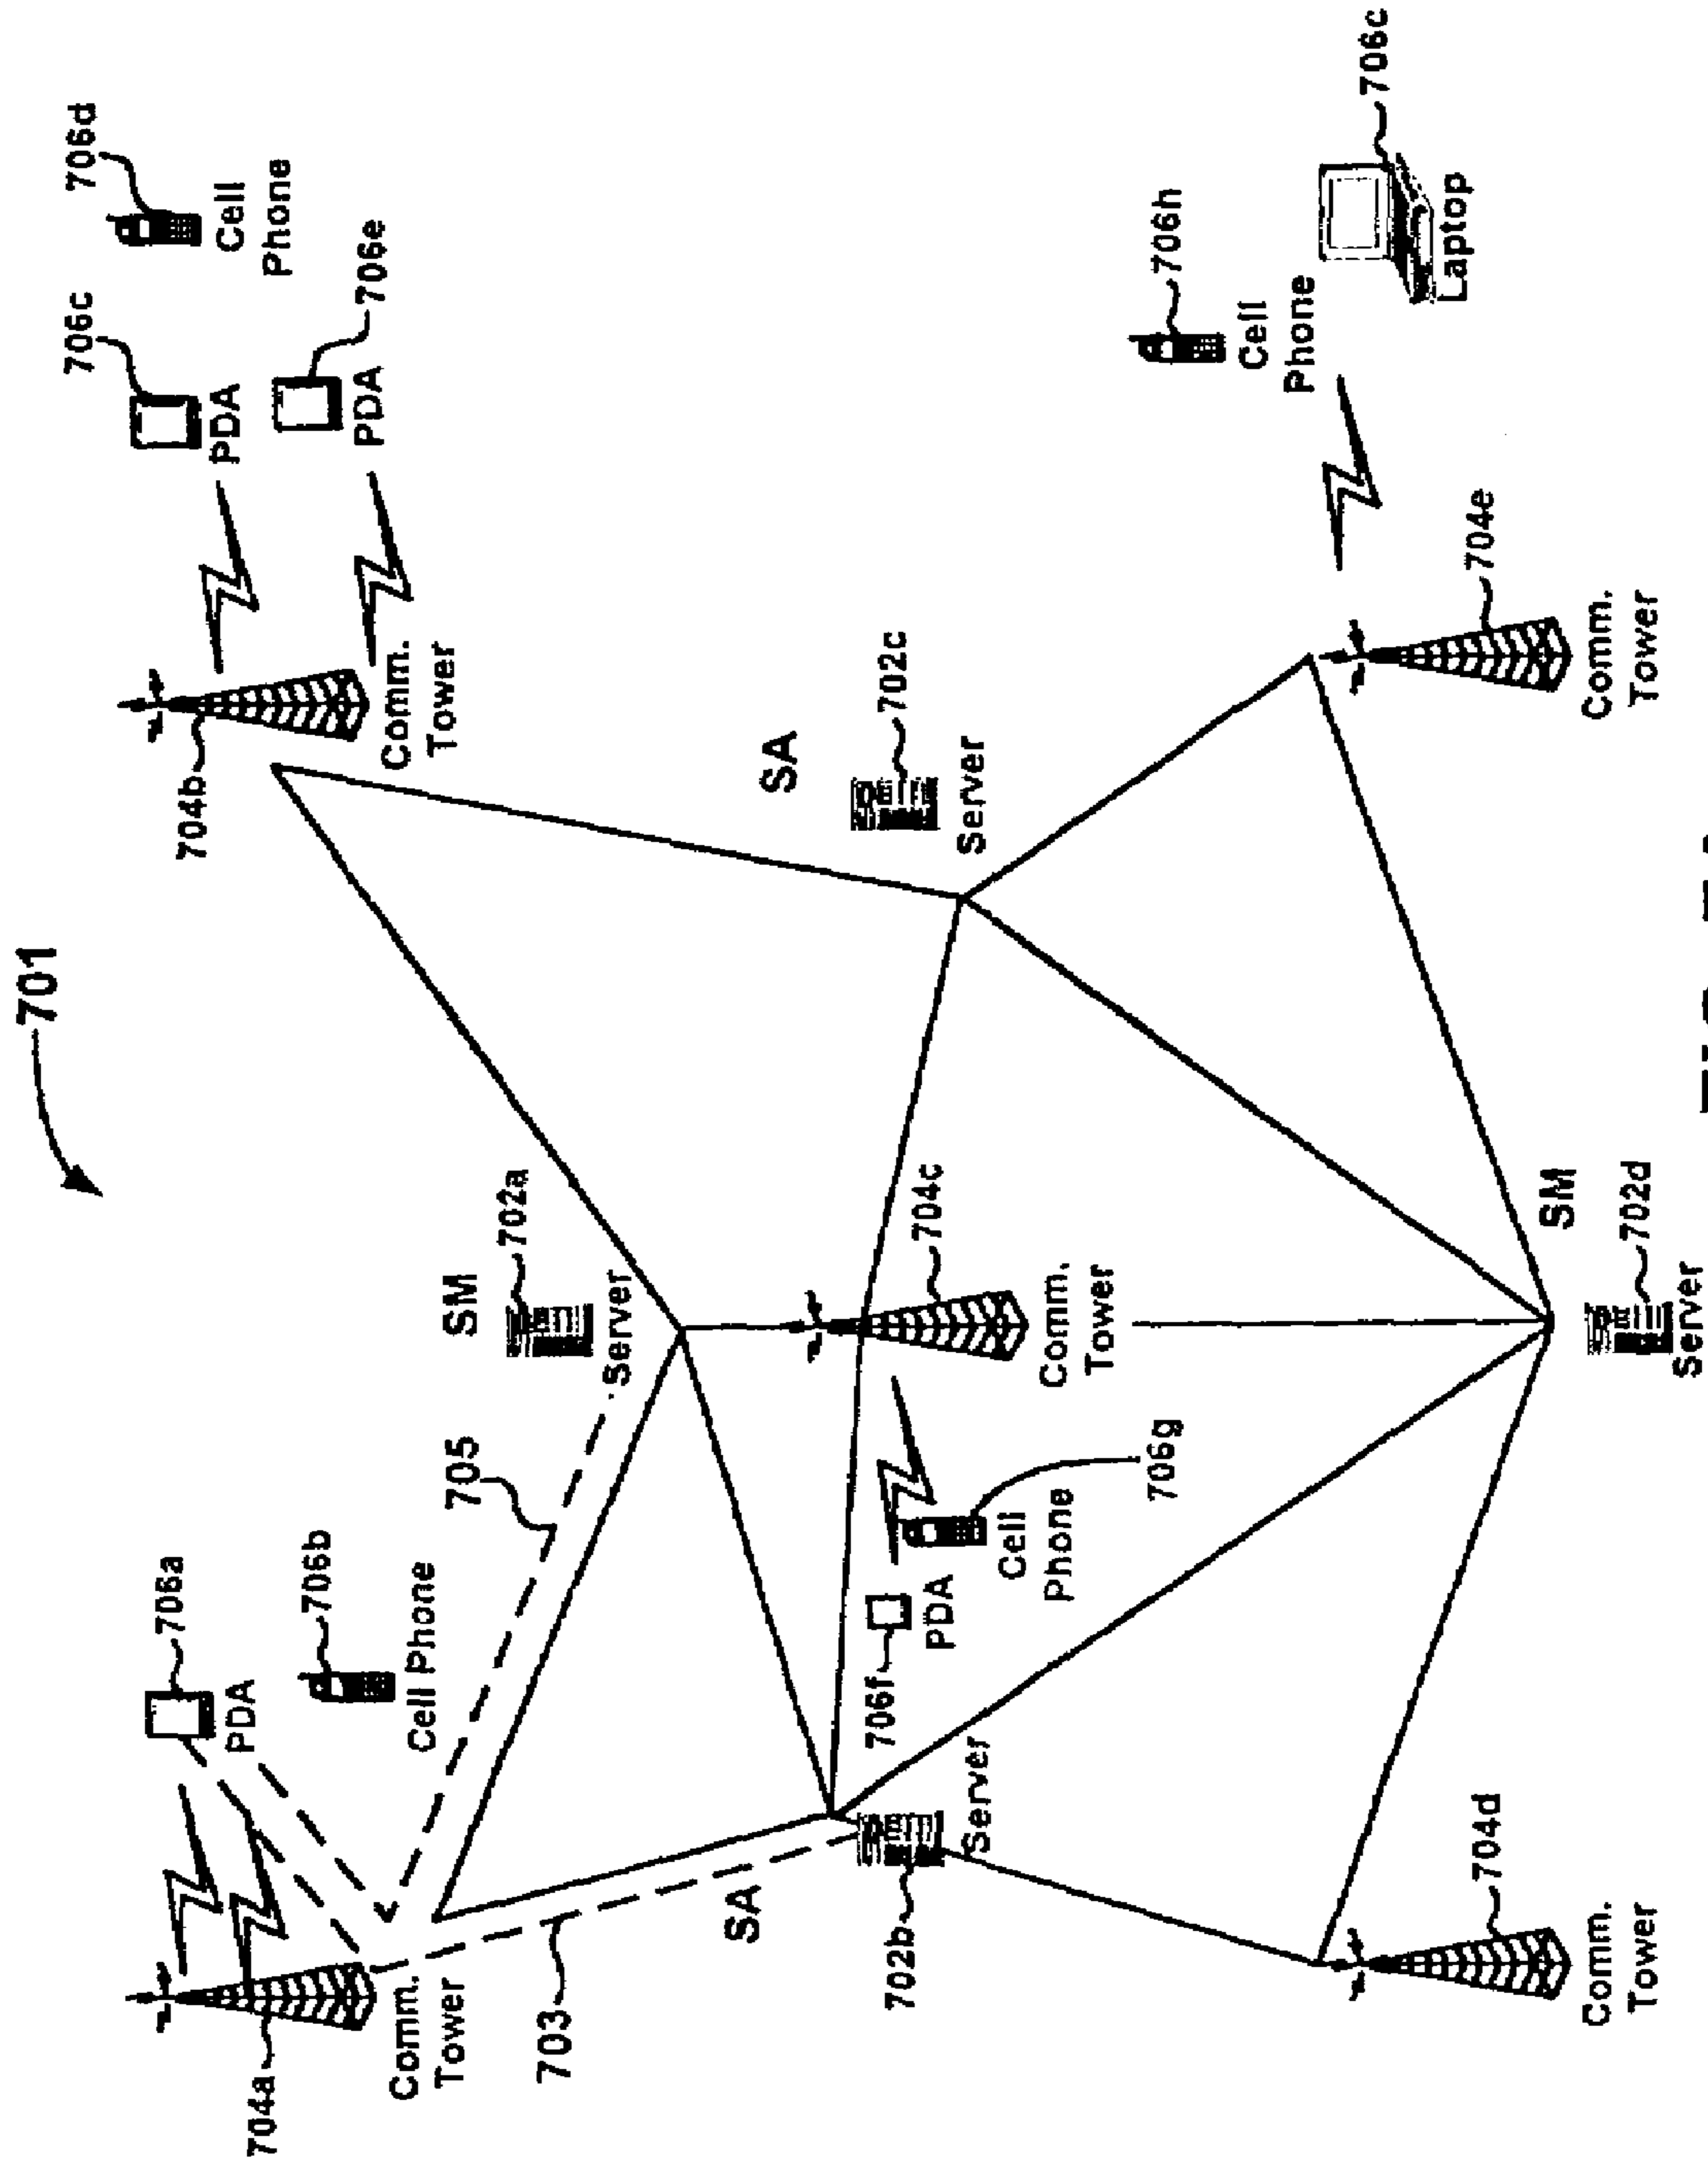 701
706a
PDA
706b
Cell Phone
704a
Comm.
Tower
703
705
SM
702a
Server
704b
Comm.
Tower
706c
PDA
706d
Cell
Phone
706e
PDA
SA
702b
Server
706f
PDA
Cell
Phone
706g
704c
Comm.
Tower
SA
702c
Server
706h
Cell
Phone
706c
Laptop
704d
Comm.
Tower
SM
702d
Server
704e
Comm.
Tower